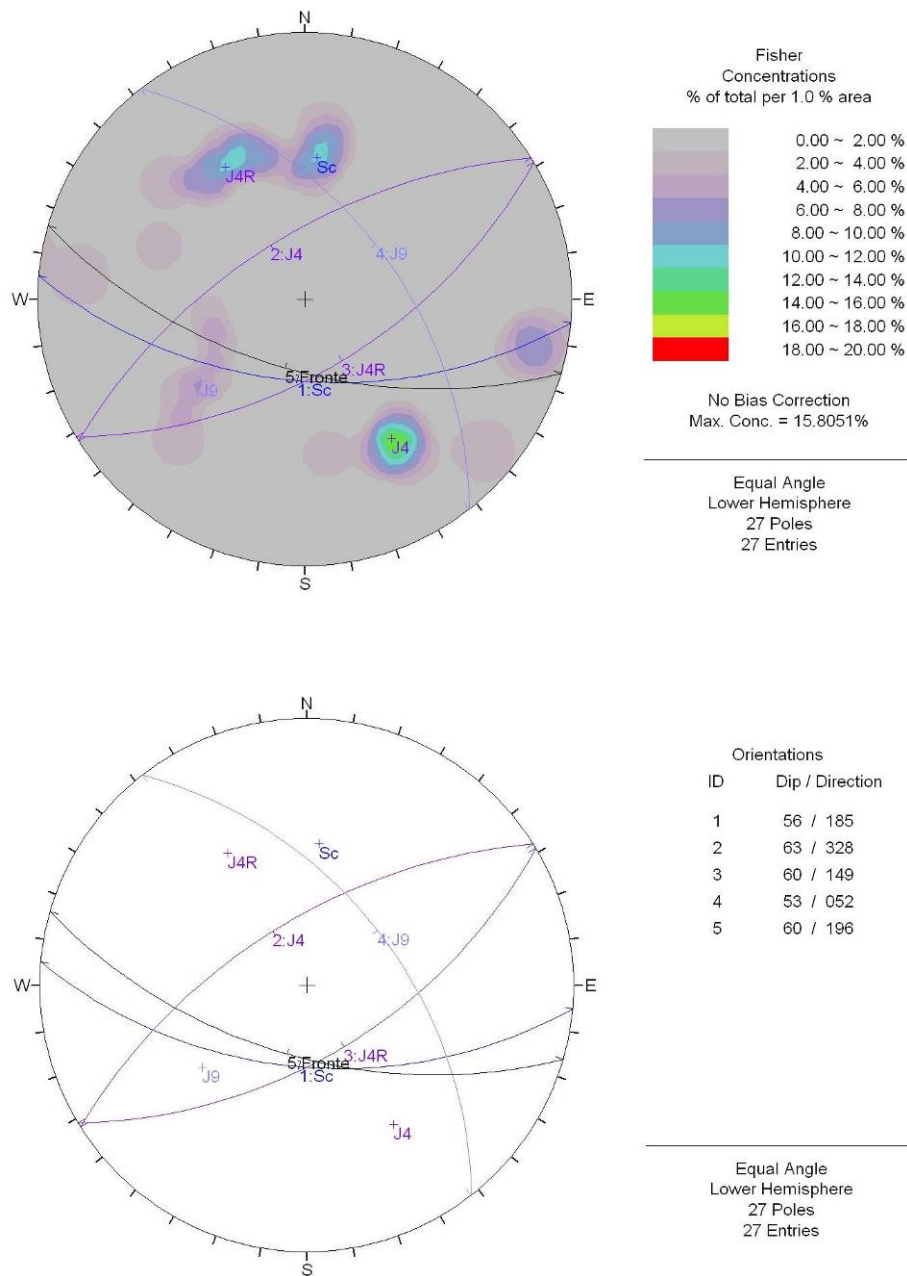 N
Fisher
Concentrations
% of total per 1.0 % area
0.00 ~ 2.00 %
2.00 ~ 4.00 %
4.00 ~ 6.00 %
6.00 ~ 8.00 %
8.00 ~ 10.00 %
10.00 ~ 12.00 %
12.00 ~ 14.00 %
14.00 ~ 16.00 %
16.00 ~ 18.00 %
18.00 ~ 20.00 %
No Bias Correction
Max. Conc. = 15.8051%
Equal Angle
Lower Hemisphere
27 Poles
27 Entries
J4R
Sc
2:J4
4:J9
W
E
3:J4R
5:Fronte
J9
1:Sc
J4
S
N
Orientations
ID Dip / Direction
1 56 / 185
2 63 / 328
3 60 / 149
4 53 / 052
5 60 / 196
J4R
Sc
2:J4
4:J9
W
E
3:J4R
5:Fronte
J9
1:Sc
J4
S
Equal Angle
Lower Hemisphere
27 Poles
27 Entries